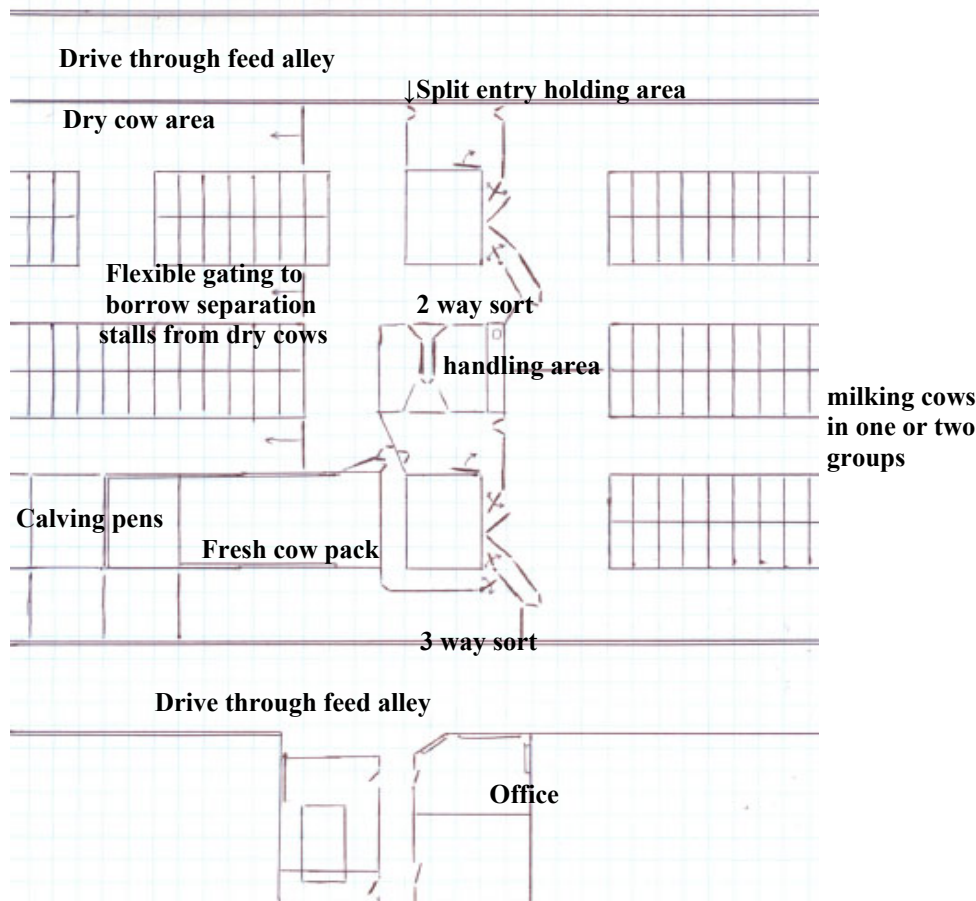 Drive through feed alley
↓Split entry holding area
Dry cow area
Flexible gating to
borrow separation
stalls from dry cows
2 way sort
handling area
milking cows
in one or two
groups
Calving pens
Fresh cow pack
3 way sort
Drive through feed alley
Office